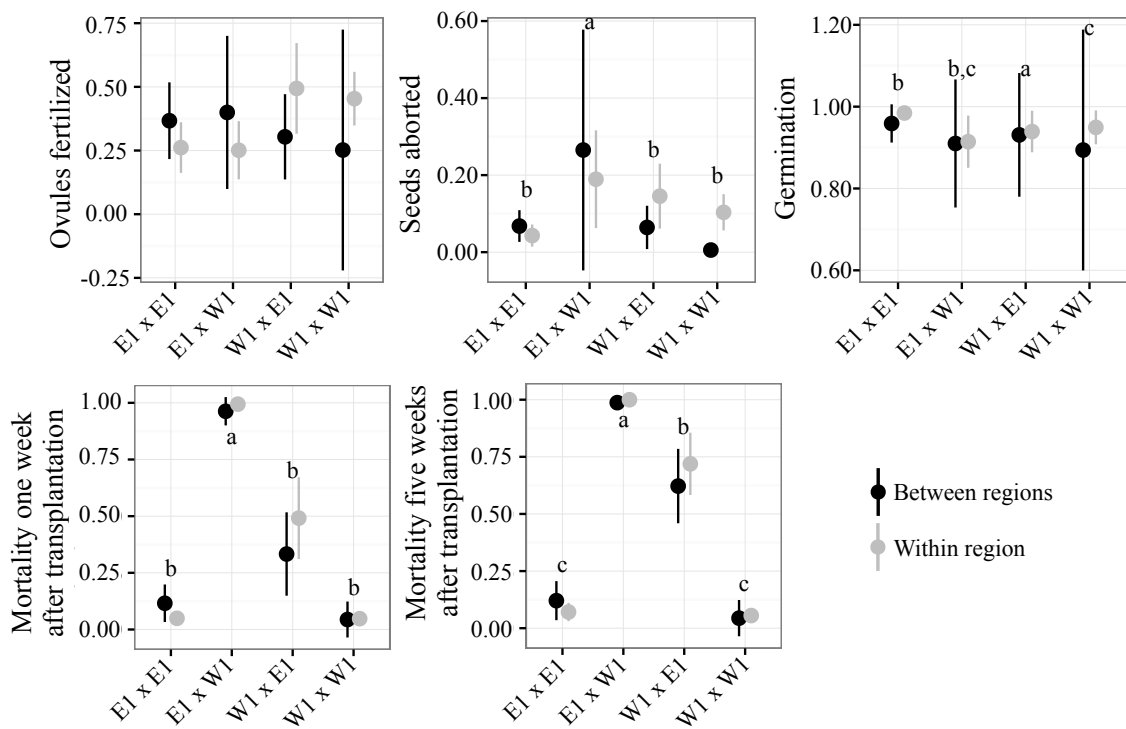 Ovules fertilized
0.75
0.50
0.25
0.00
-0.25
E1 x E1
E1 x W1
W1 x E1
W1 x W1
Seeds aborted
0.60
0.40
0.20
0.00
b
a
b
b
E1 x E1
E1 x W1
W1 x E1
W1 x W1
Germination
1.20
1.00
0.80
0.60
b
b,c
a
c
E1 x E1
E1 x W1
W1 x E1
W1 x W1
Mortality one week
after transplantation
1.00
0.75
0.50
0.25
0.00
b
a
b
b
E1 x E1
E1 x W1
W1 x E1
W1 x W1
Mortality five weeks
after transplantation
1.00
0.75
0.50
0.25
0.00
c
a
b
c
E1 x E1
E1 x W1
W1 x E1
W1 x W1
Between regions
Within region